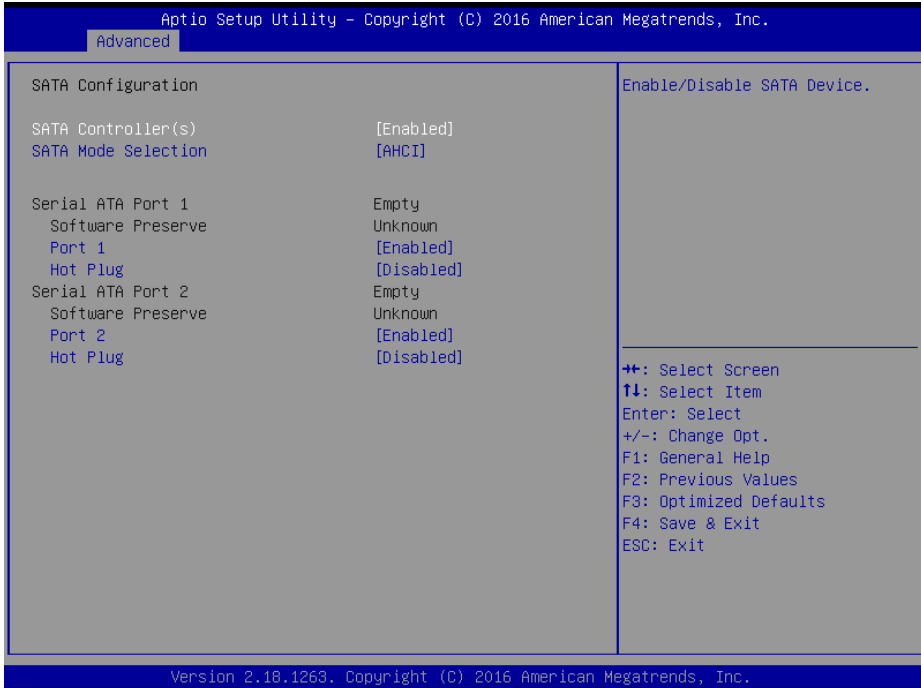 Aptio Setup Utility – Copyright (C) 2016 American Megatrends, Inc.
Advanced
SATA Configuration
SATA Controller(s) [Enabled]
SATA Mode Selection [AHCI]
Serial ATA Port 1 Empty
Software Preserve Unknown
Port 1 [Enabled]
Hot Plug [Disabled]
Serial ATA Port 2 Empty
Software Preserve Unknown
Port 2 [Enabled]
Hot Plug [Disabled]
Enable/Disable SATA Device.
→←: Select Screen
↑↓: Select Item
Enter: Select
+/-: Change Opt.
F1: General Help
F2: Previous Values
F3: Optimized Defaults
F4: Save & Exit
ESC: Exit
Version 2.18.1263. Copyright (C) 2016 American Megatrends, Inc.